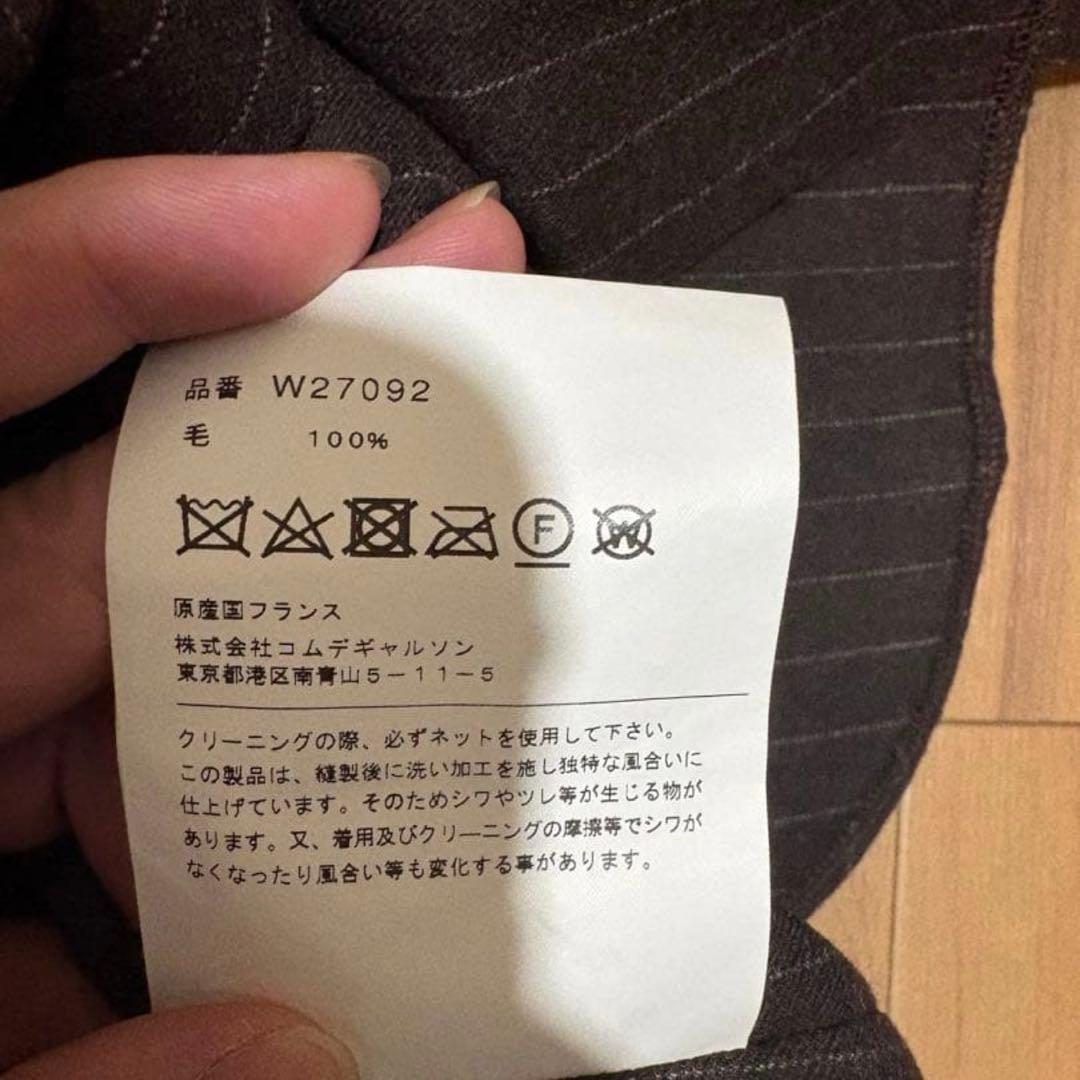 品番 W27092
毛 100%
F W
原産国フランス
株式会社コムデギャルソン
東京都港区南青山5-11-5
クリーニングの際、必ずネットを使用して下さい。
この製品は、縫製後に洗い加工を施し独特な風合いに
仕上げています。そのためシワやツレ等が生じる物が
あります。又、着用及びクリーニングの摩擦等でシワが
なくなったり風合い等も変化する事があります。